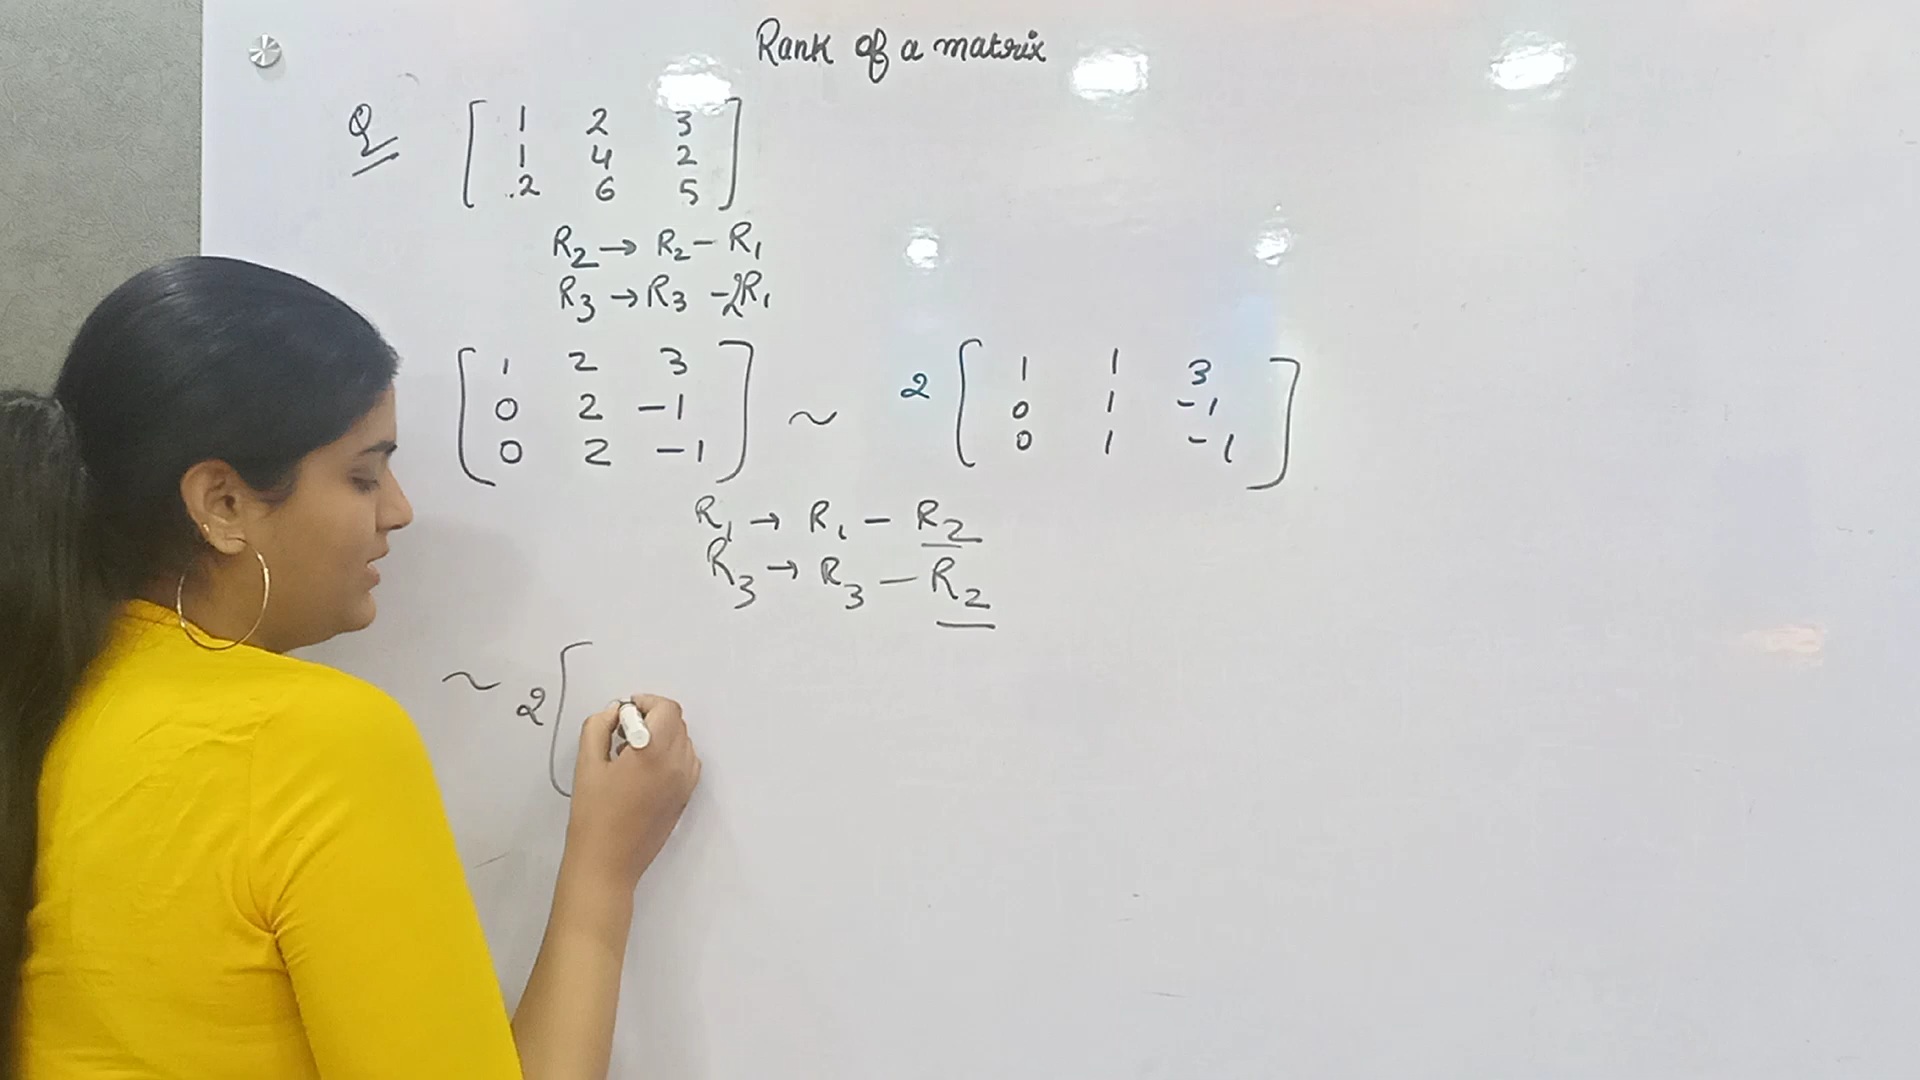 Rank of a matrix
Q [ 1 2 3
1 4 2
2 6 5 ]
R2 → R2 - R1
R3 → R3 - 2R1
[ 1 2 3
0 2 -1
0 2 -1 ] ~ 2 [ 1 1 3
0 1 -1
0 1 -1 ]
R1 → R1 - R2
R3 → R3 - R2
~ 2 [